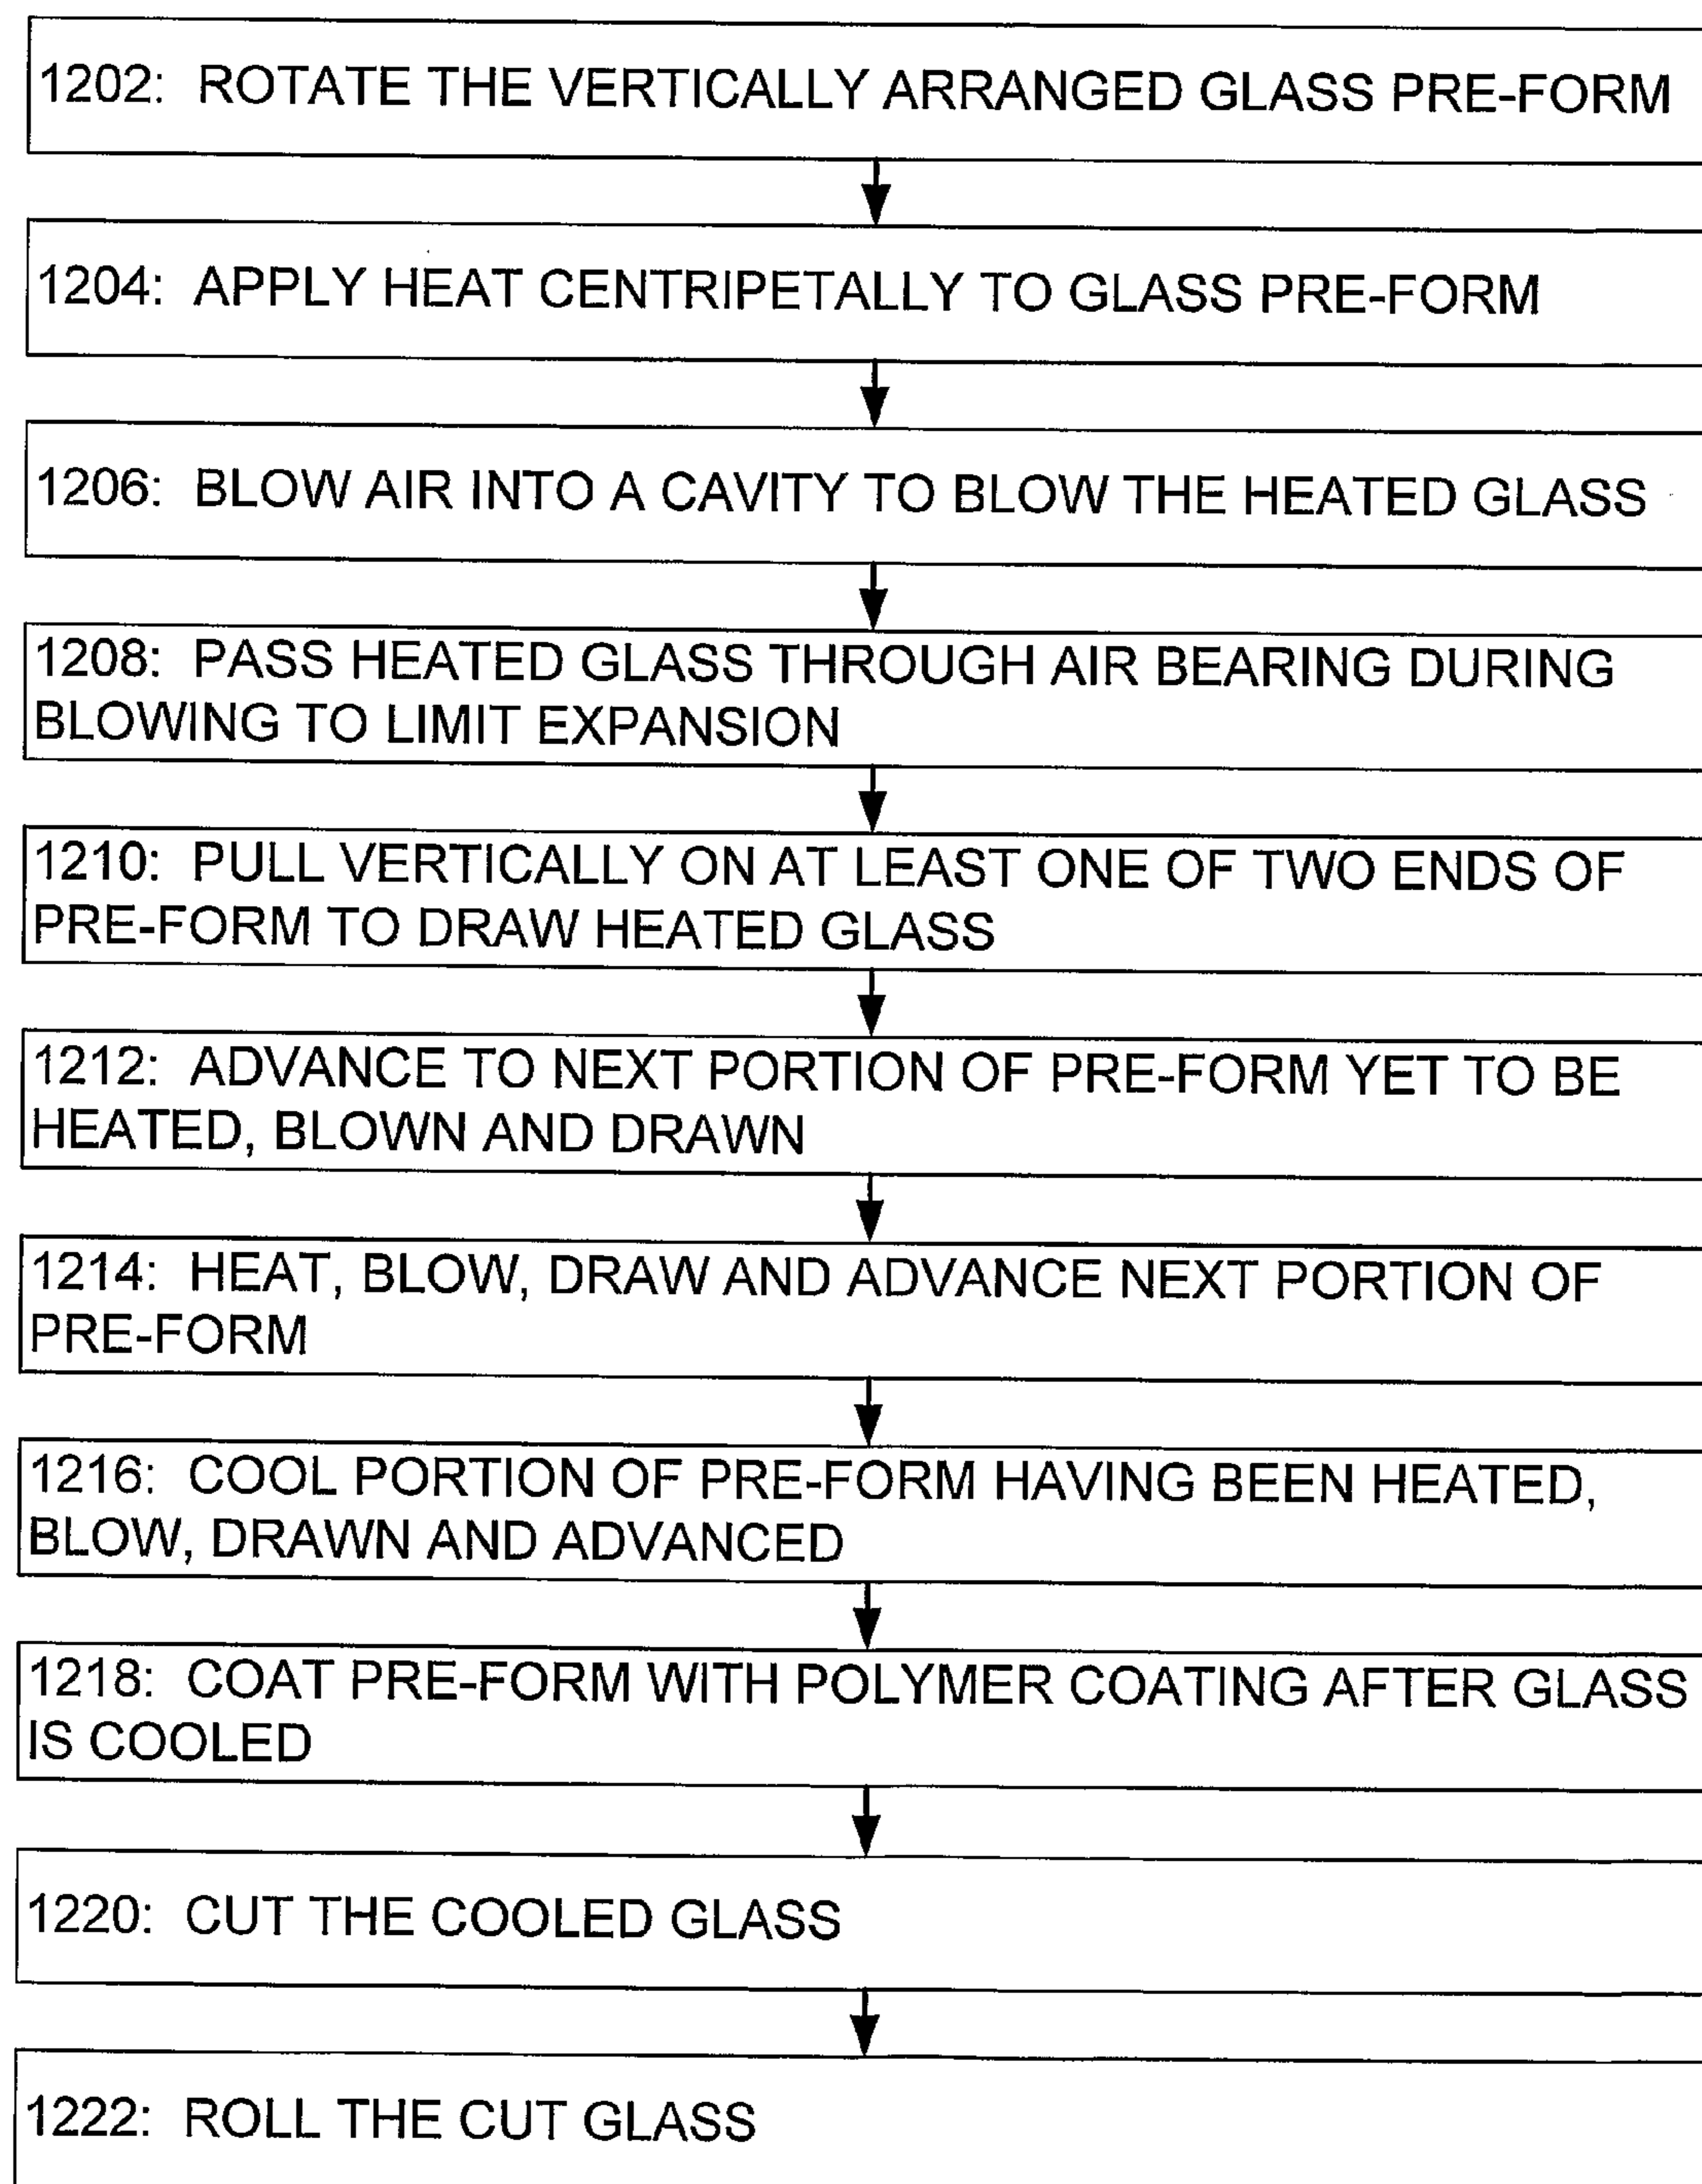 1202: ROTATE THE VERTICALLY ARRANGED GLASS PRE-FORM
1204: APPLY HEAT CENTRIPETALLY TO GLASS PRE-FORM
1206: BLOW AIR INTO A CAVITY TO BLOW THE HEATED GLASS
1208: PASS HEATED GLASS THROUGH AIR BEARING DURING
BLOWING TO LIMIT EXPANSION
1210: PULL VERTICALLY ON AT LEAST ONE OF TWO ENDS OF
PRE-FORM TO DRAW HEATED GLASS
1212: ADVANCE TO NEXT PORTION OF PRE-FORM YET TO BE
HEATED, BLOWN AND DRAWN
1214: HEAT, BLOW, DRAW AND ADVANCE NEXT PORTION OF
PRE-FORM
1216: COOL PORTION OF PRE-FORM HAVING BEEN HEATED,
BLOW, DRAWN AND ADVANCED
1218: COAT PRE-FORM WITH POLYMER COATING AFTER GLASS
IS COOLED
1220: CUT THE COOLED GLASS
1222: ROLL THE CUT GLASS